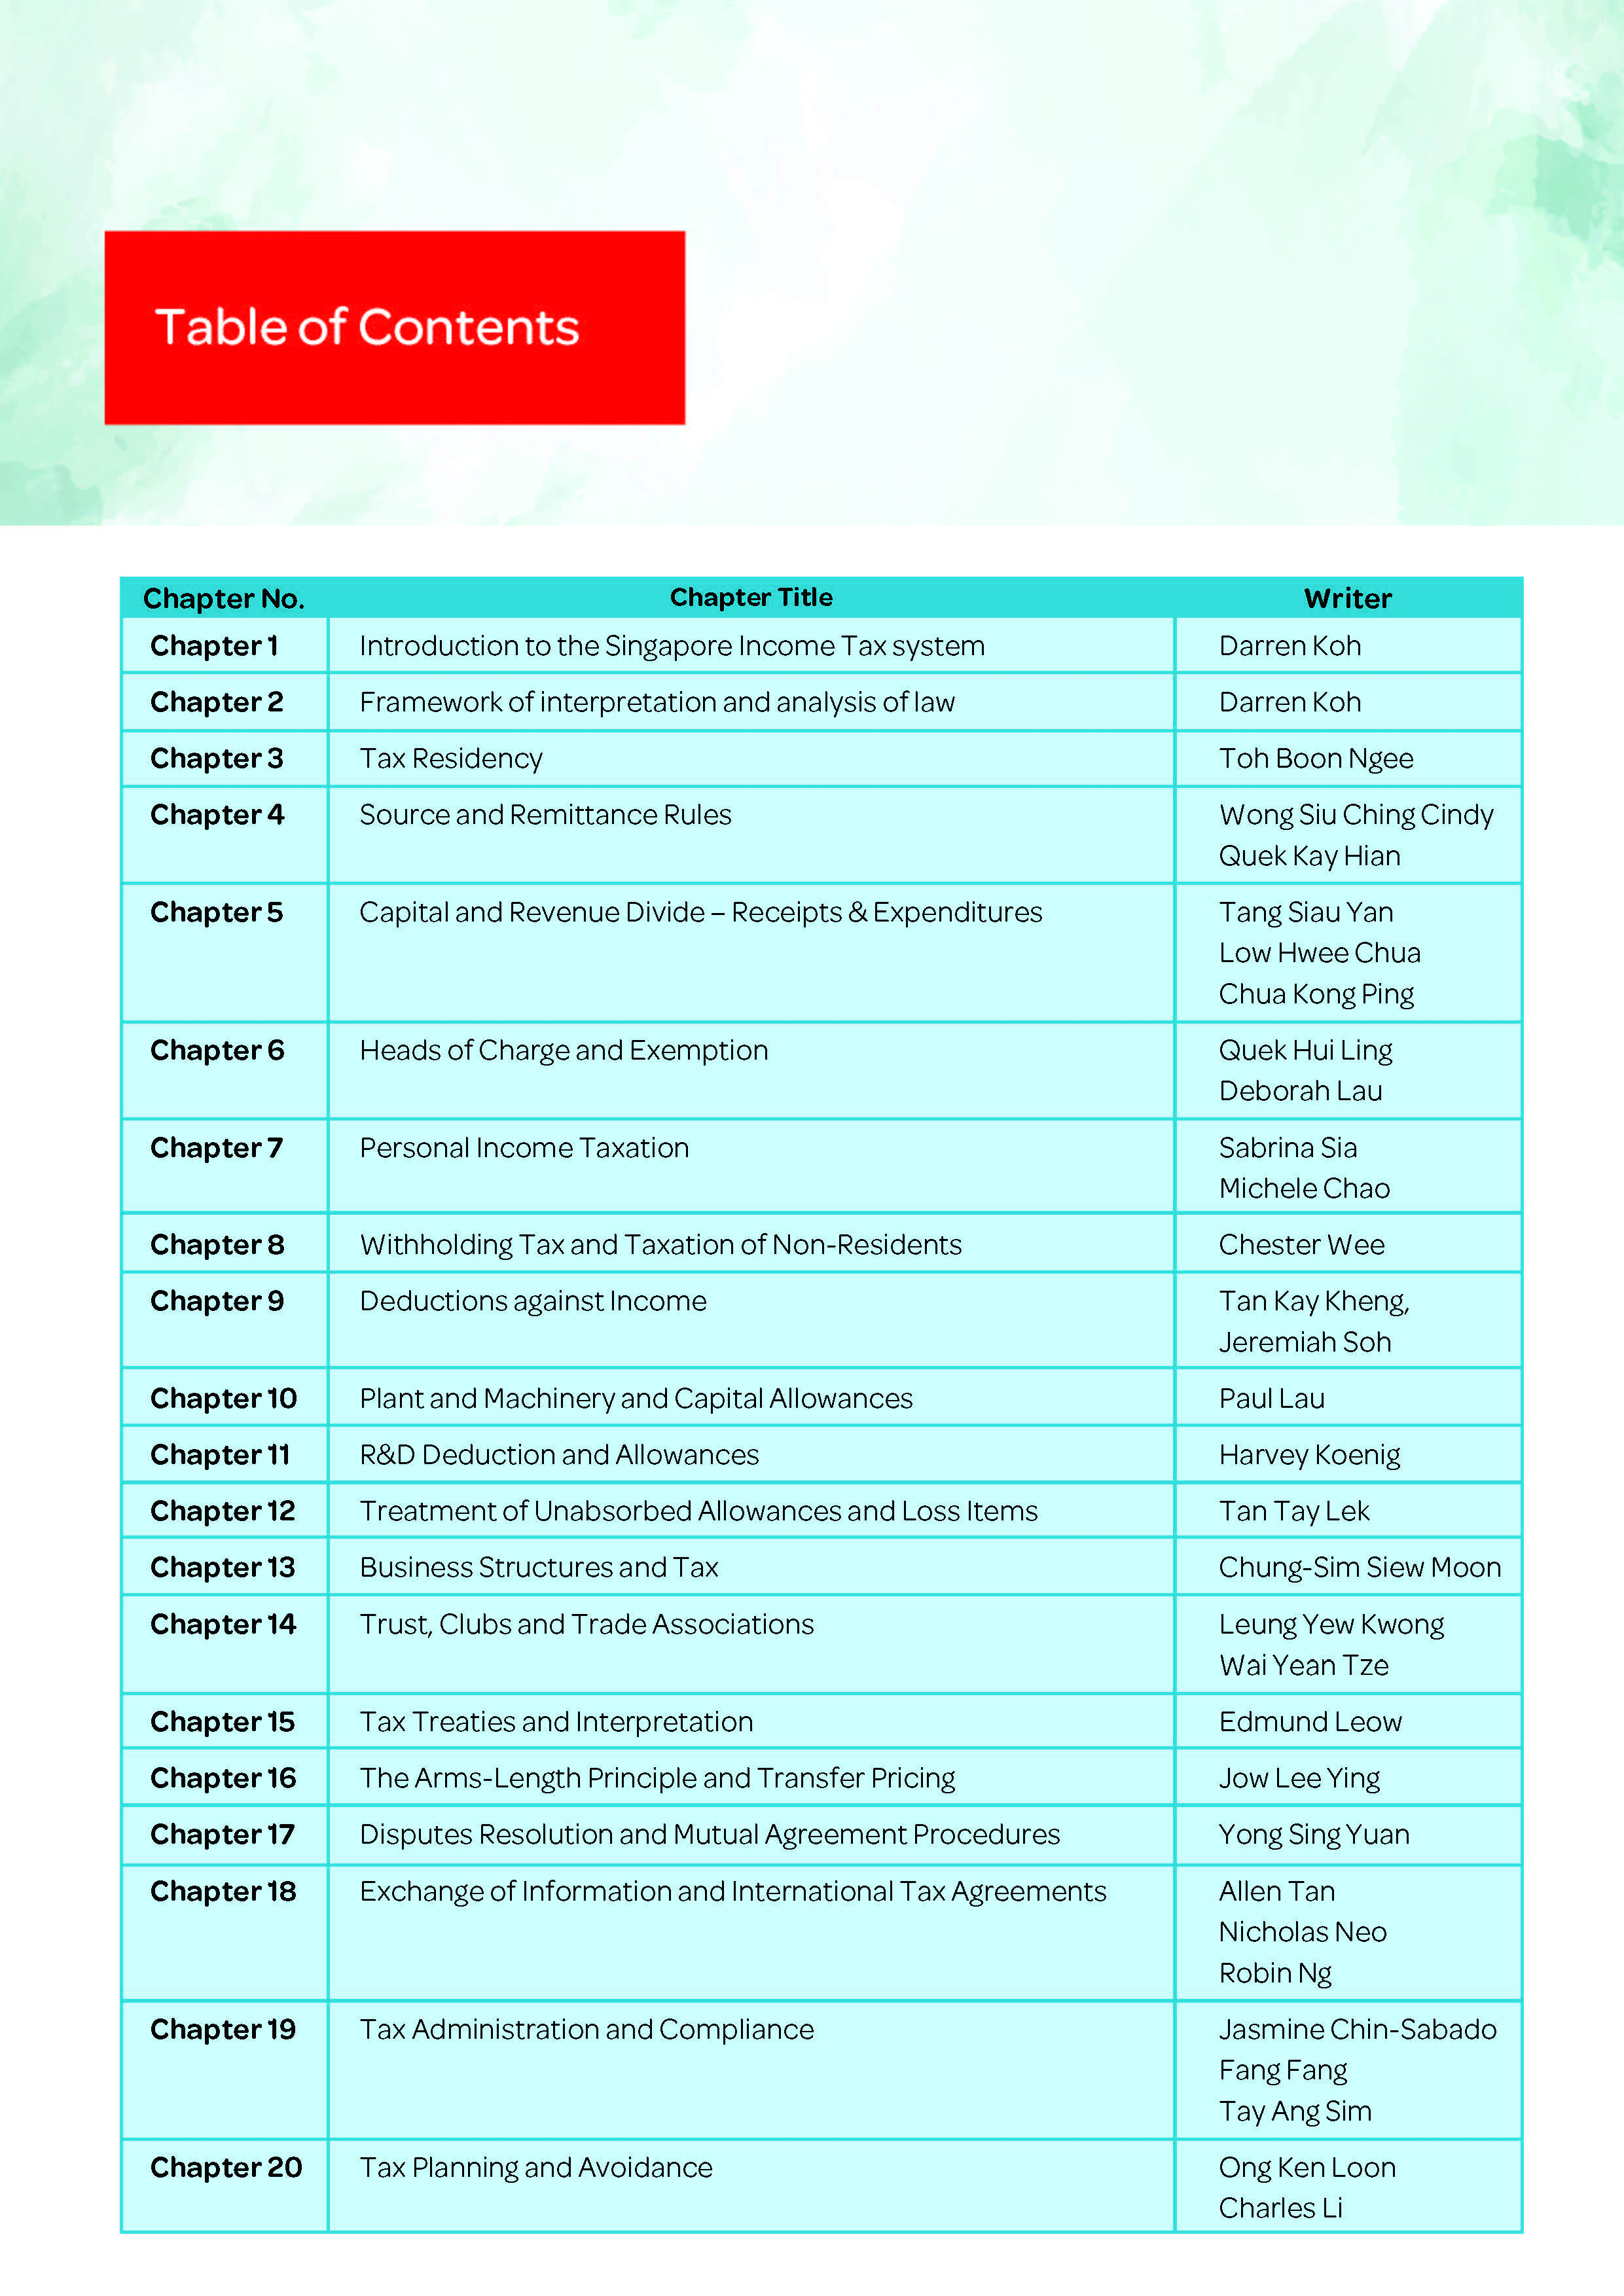 Table of Contents
Chapter No. Chapter Title Writer
Chapter 1 Introduction to the Singapore Income Tax system Darren Koh
Chapter 2 Framework of interpretation and analysis of law Darren Koh
Chapter 3 Tax Residency Toh Boon Ngee
Chapter 4 Source and Remittance Rules Wong Siu Ching Cindy
Quek Kay Hian
Chapter 5 Capital and Revenue Divide – Receipts & Expenditures Tang Siau Yan
Low Hwee Chua
Chua Kong Ping
Chapter 6 Heads of Charge and Exemption Quek Hui Ling
Deborah Lau
Chapter 7 Personal Income Taxation Sabrina Sia
Michele Chao
Chapter 8 Withholding Tax and Taxation of Non-Residents Chester Wee
Chapter 9 Deductions against Income Tan Kay Kheng,
Jeremiah Soh
Chapter 10 Plant and Machinery and Capital Allowances Paul Lau
Chapter 11 R&D Deduction and Allowances Harvey Koenig
Chapter 12 Treatment of Unabsorbed Allowances and Loss Items Tan Tay Lek
Chapter 13 Business Structures and Tax Chung-Sim Siew Moon
Chapter 14 Trust, Clubs and Trade Associations Leung Yew Kwong
Wai Yean Tze
Chapter 15 Tax Treaties and Interpretation Edmund Leow
Chapter 16 The Arms-Length Principle and Transfer Pricing Jow Lee Ying
Chapter 17 Disputes Resolution and Mutual Agreement Procedures Yong Sing Yuan
Chapter 18 Exchange of Information and International Tax Agreements Allen Tan
Nicholas Neo
Robin Ng
Chapter 19 Tax Administration and Compliance Jasmine Chin-Sabado
Fang Fang
Tay Ang Sim
Chapter 20 Tax Planning and Avoidance Ong Ken Loon
Charles Li